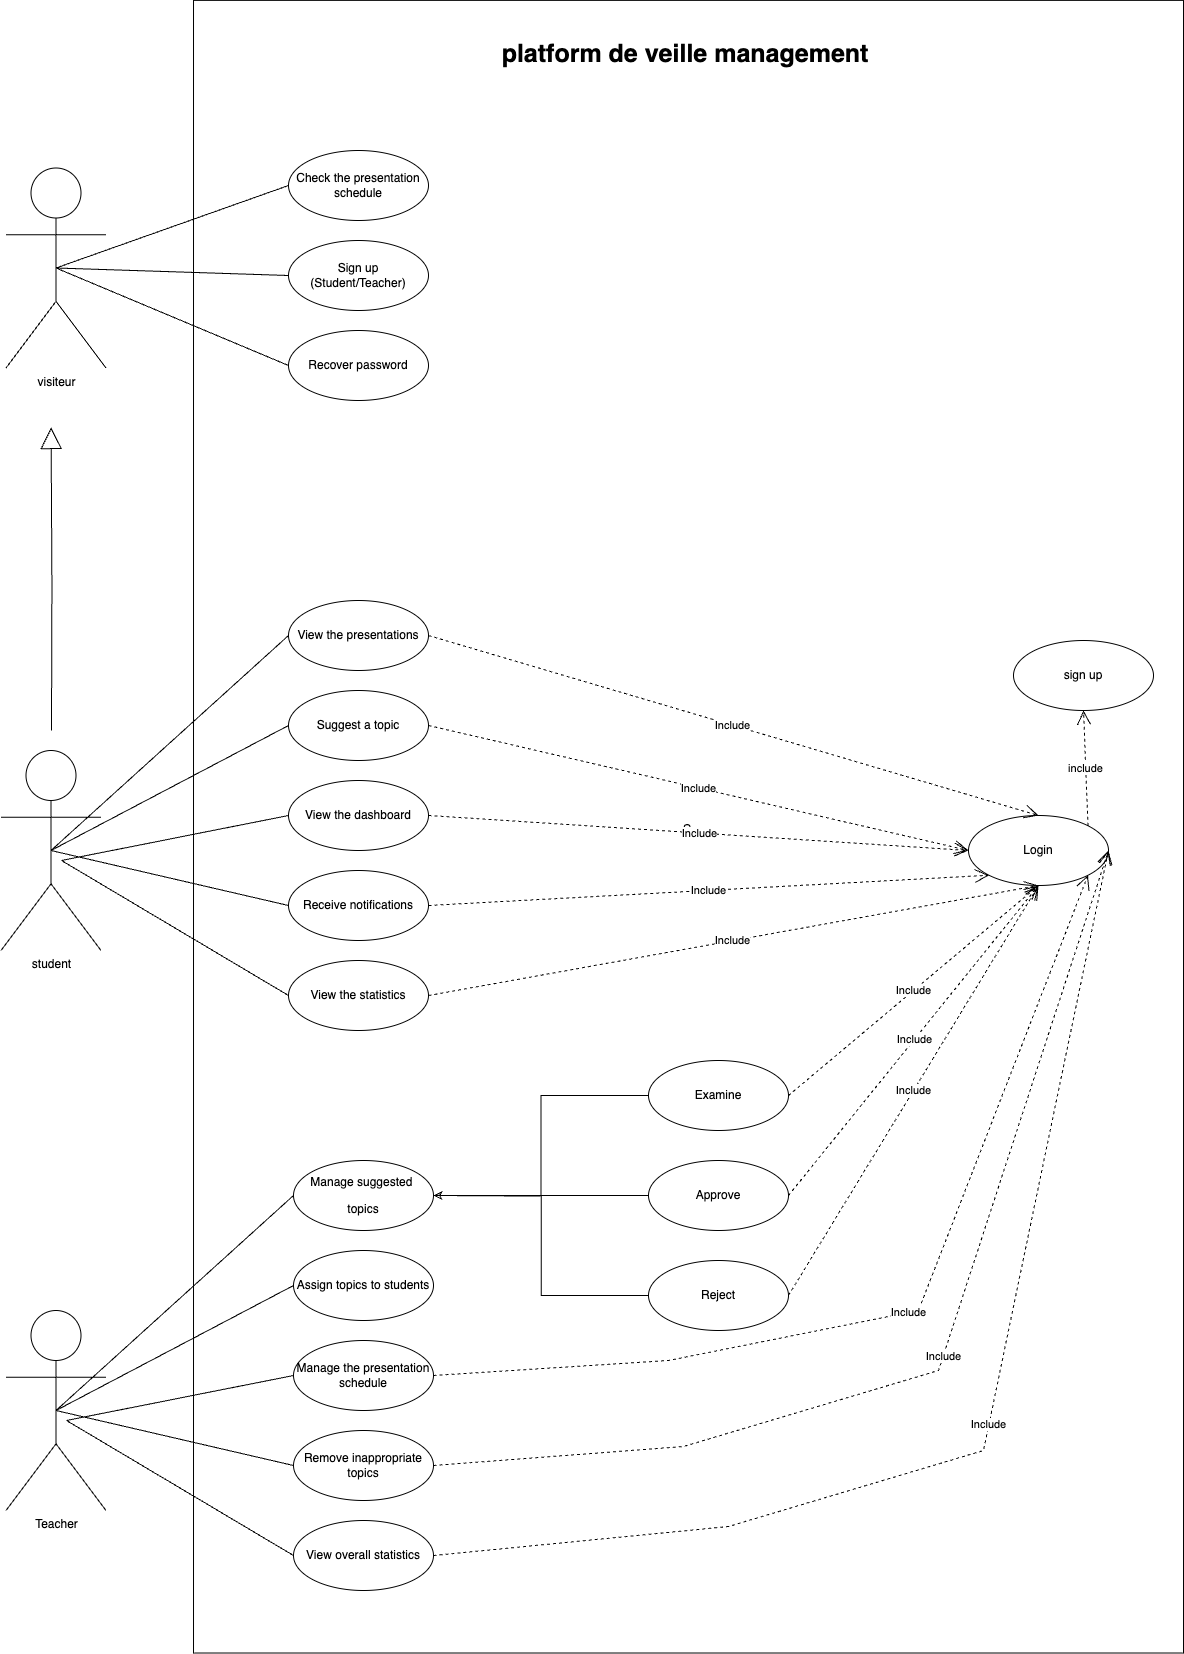 platform de veille management
Check the presentation
schedule
Sign up
(Student/Teacher)
Recover password
visiteur
View the presentations
Suggest a topic
View the dashboard
Receive notifications
View the statistics
student
Include
Include
Include
Include
Include
sign up
include
Login
Include
Include
Include
Examine
Approve
Reject
Manage suggested
topics
Assign topics to students
Manage the presentation
schedule
Remove inappropriate
topics
View overall statistics
Teacher
Include
Include
Include